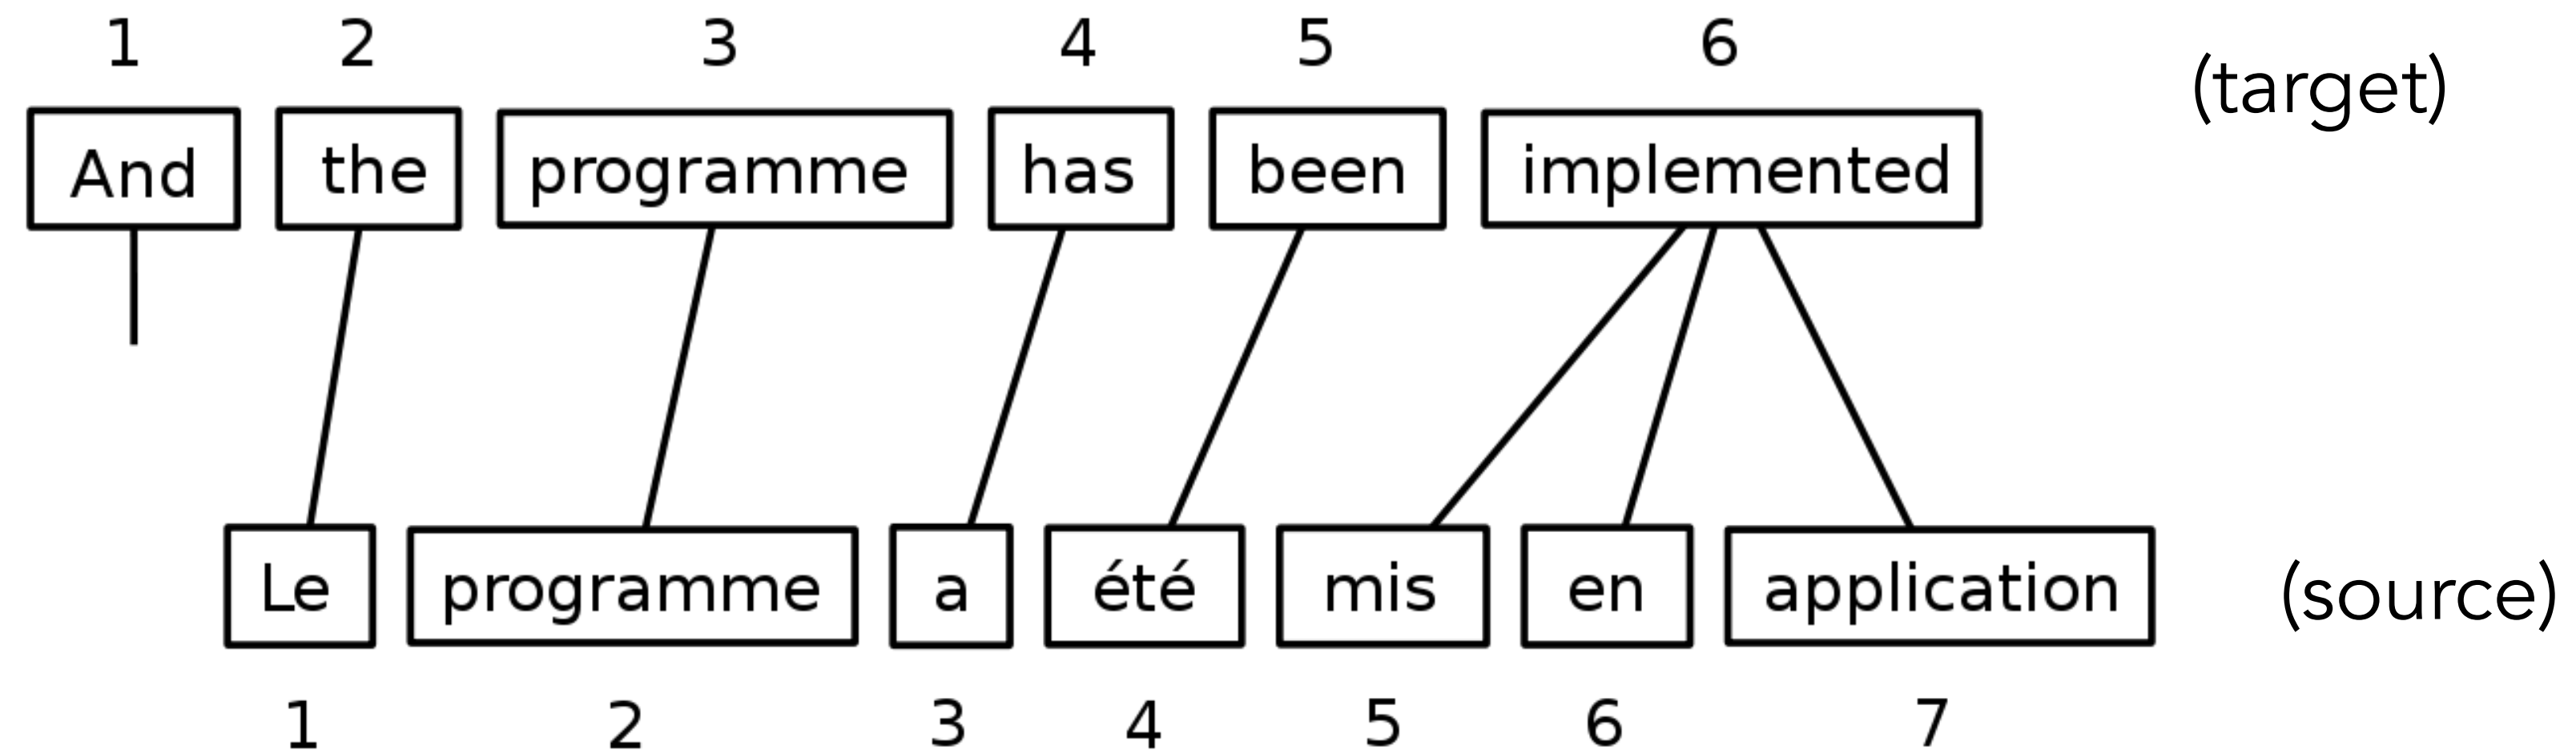 1 2 3 4 5 6
And the programme has been implemented (target)
Le programme a été mis en application (source)
1 2 3 4 5 6 7